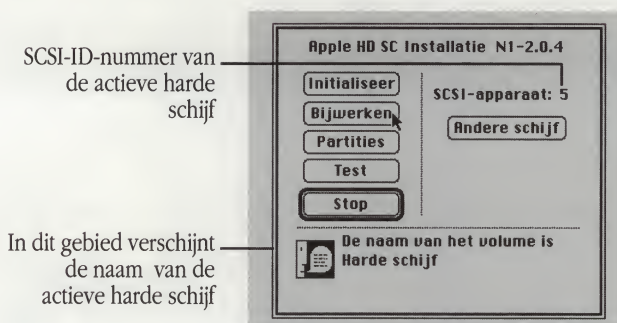 SCSI-ID-nummer van
de actieve harde
schijf
In dit gebied verschijnt
de naam van de
actieve harde schijf
Apple HD SC Installatie N1-2.0.4
Initialiseer
Bijwerken
Partities
Test
Stop
SCSI-apparaat: 5
Andere schijf
De naam van het volume is
Harde schijf